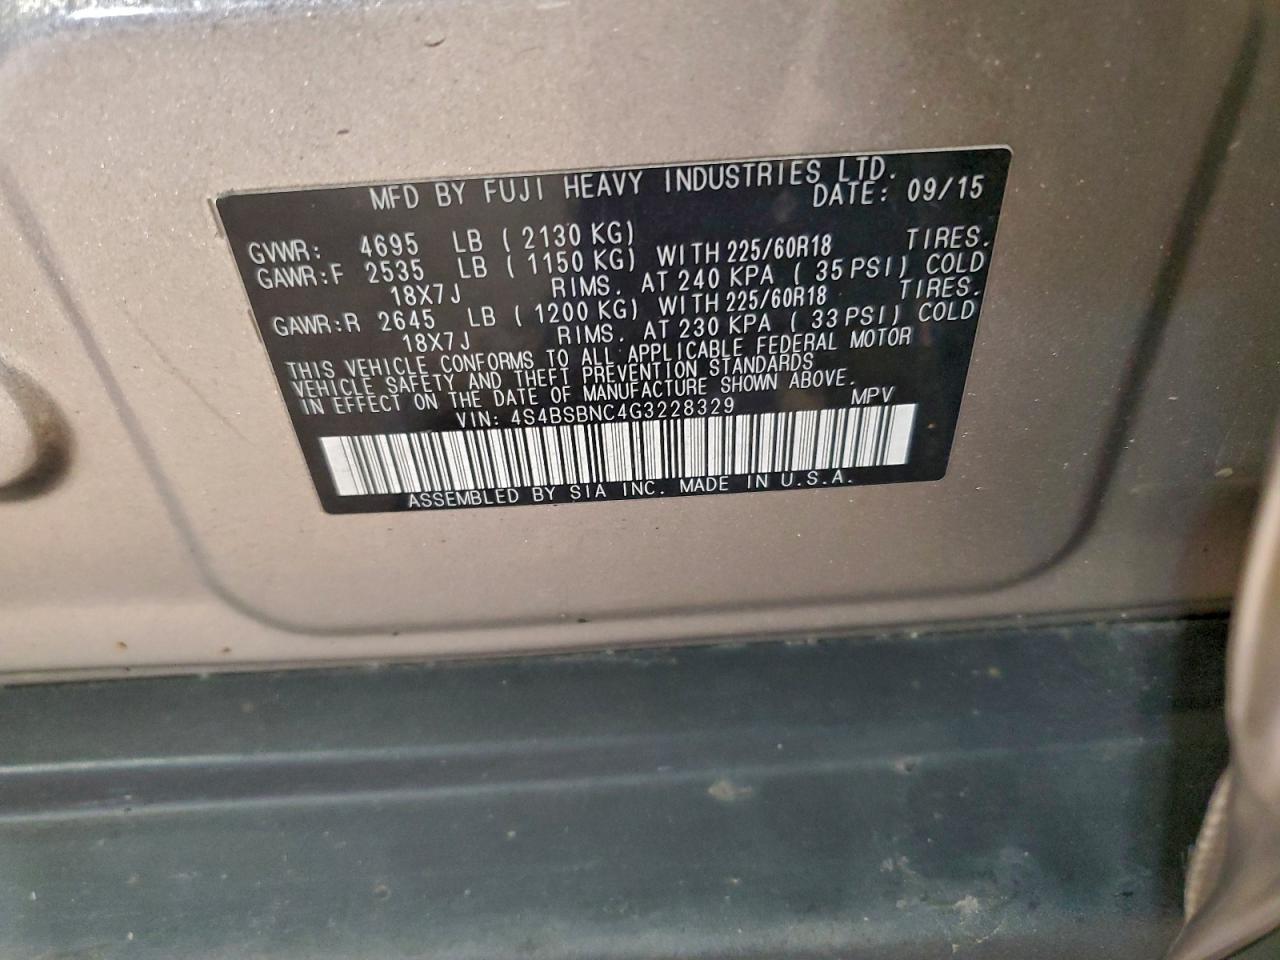 MFD BY FUJI HEAVY INDUSTRIES LTD.
DATE: 09/15
GVWR: 4695 LB (2130 KG)
GAWR:F 2535 LB (1150 KG) WITH 225/60R18 TIRES.
18X7J RIMS. AT 240 KPA (35 PSI) COLD
GAWR:R 2645 LB (1200 KG) WITH 225/60R18 TIRES.
18X7J RIMS. AT 230 KPA (33 PSI) COLD
THIS VEHICLE CONFORMS TO ALL APPLICABLE FEDERAL MOTOR
VEHICLE SAFETY AND THEFT PREVENTION STANDARDS
IN EFFECT ON THE DATE OF MANUFACTURE SHOWN ABOVE.
VIN: 4S4BSBNC4G3228329 MPV
ASSEMBLED BY SIA INC. MADE IN U.S.A.